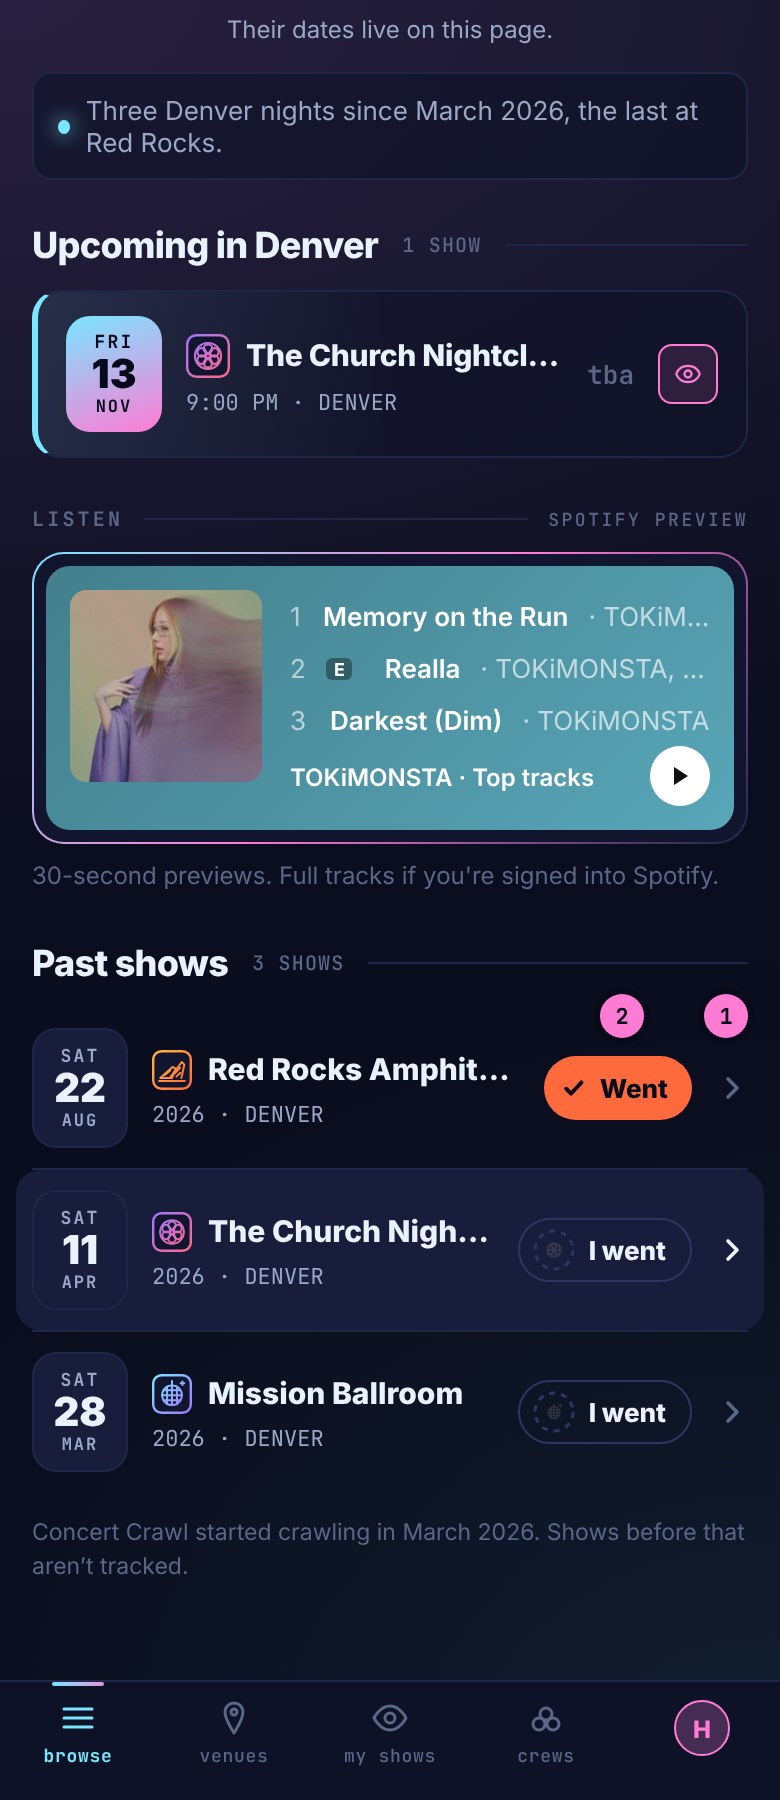 Their dates live on this page.
Three Denver nights since March 2026, the last at
Red Rocks.
Upcoming in Denver 1 SHOW
FRI
13
NOV
The Church Nightcl...
9:00 PM · DENVER
tba
LISTEN
SPOTIFY PREVIEW
1 Memory on the Run · TOKiM...
2 E Realla · TOKiMONSTA, ...
3 Darkest (Dim) · TOKiMONSTA
TOKiMONSTA · Top tracks
30-second previews. Full tracks if you're signed into Spotify.
Past shows 3 SHOWS
2 1
SAT
22
AUG
Red Rocks Amphit...
2026 · DENVER
Went
SAT
11
APR
The Church Nigh...
2026 · DENVER
I went
SAT
28
MAR
Mission Ballroom
2026 · DENVER
I went
Concert Crawl started crawling in March 2026. Shows before that
aren’t tracked.
browse venues my shows crews H